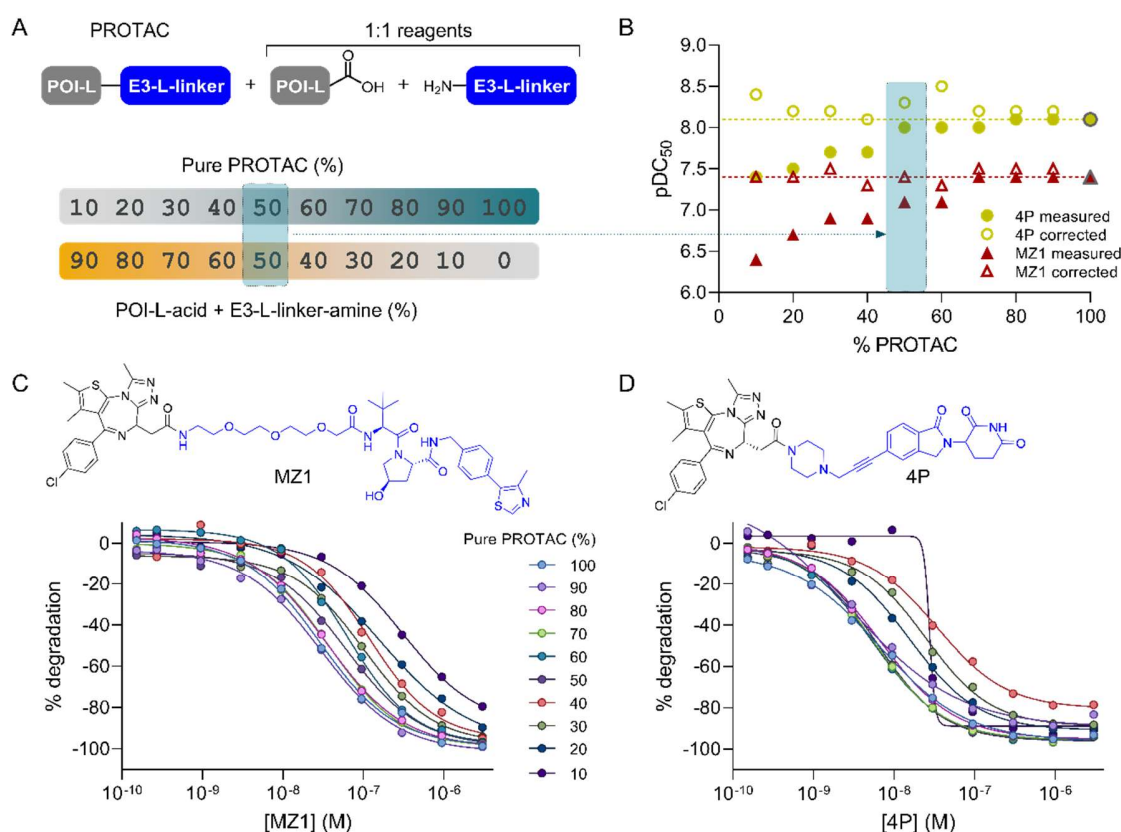 A
PROTAC
1:1 reagents
POI-L
E3-L-linker
+
POI-L
O
OH
+
H₂N
E3-L-linker
Pure PROTAC (%)
10 20 30 40 50 60 70 80 90 100
90 80 70 60 50 40 30 20 10 0
POI-L-acid + E3-L-linker-amine (%)
B
pDC₅₀
9.0
8.5
8.0
7.5
7.0
6.5
6.0
4P measured
4P corrected
MZ1 measured
MZ1 corrected
0 20 40 60 80 100
% PROTAC
C
S
N
N
N
N
Cl
O
N
H
O
O
O
O
N
H
O
N
HO
O
H
N
S
N
MZ1
% degradation
0
-20
-40
-60
-80
-100
10⁻¹⁰ 10⁻⁹ 10⁻⁸ 10⁻⁷ 10⁻⁶
[MZ1] (M)
Pure PROTAC (%)
100
90
80
70
60
50
40
30
20
10
D
S
N
N
N
N
Cl
O
N
N
O
N
O
NH
O
4P
% degradation
0
-20
-40
-60
-80
-100
10⁻¹⁰ 10⁻⁹ 10⁻⁸ 10⁻⁷ 10⁻⁶
[4P] (M)